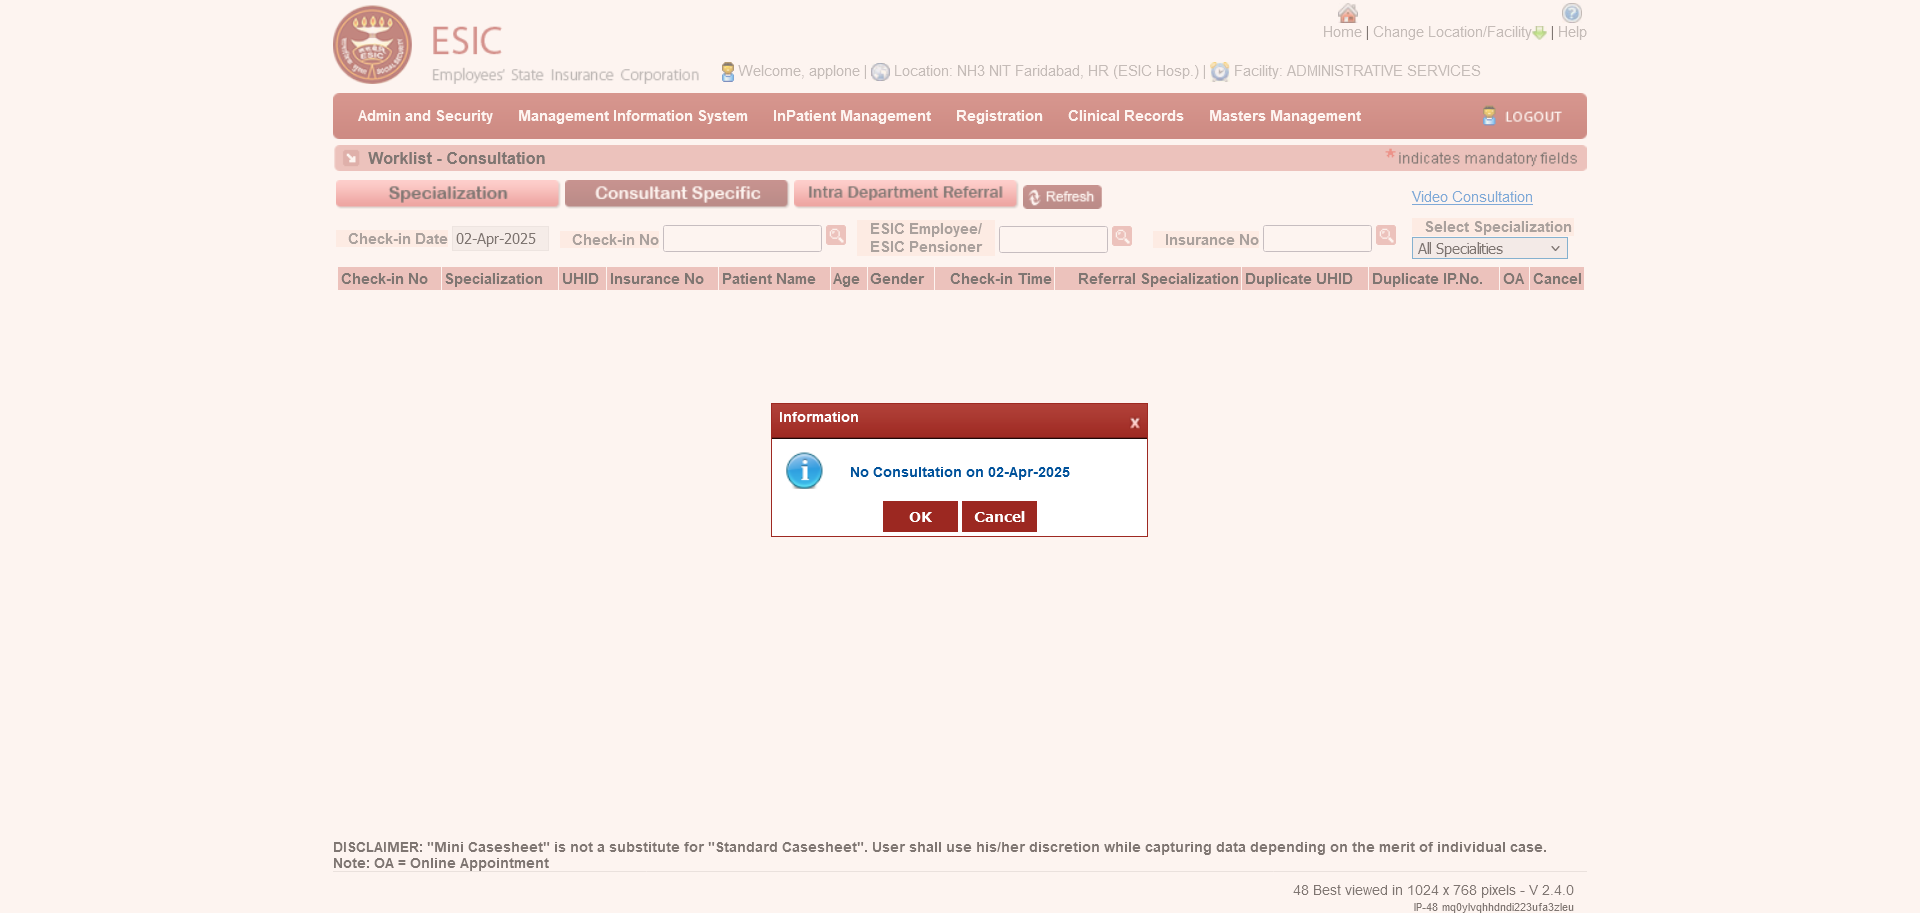 ESIC
Employees' State Insurance Corporation
Home | Change Location/Facility | Help
Welcome, applone | Location: NH3 NIT Faridabad, HR (ESIC Hosp.) | Facility: ADMINISTRATIVE SERVICES
Admin and Security Management Information System InPatient Management Registration Clinical Records Masters Management LOGOUT
Worklist - Consultation * indicates mandatory fields
Specialization Consultant Specific Intra Department Referral Refresh Video Consultation
Check-in Date 02-Apr-2025 Check-in No ESIC Employee/ ESIC Pensioner Insurance No Select Specialization
All Specialities
Check-in No Specialization UHID Insurance No Patient Name Age Gender Check-in Time Referral Specialization Duplicate UHID Duplicate IP.No. OA Cancel
Information x
No Consultation on 02-Apr-2025
OK Cancel
DISCLAIMER: "Mini Casesheet" is not a substitute for "Standard Casesheet". User shall use his/her discretion while capturing data depending on the merit of individual case.
Note: OA = Online Appointment
48 Best viewed in 1024 x 768 pixels - V 2.4.0